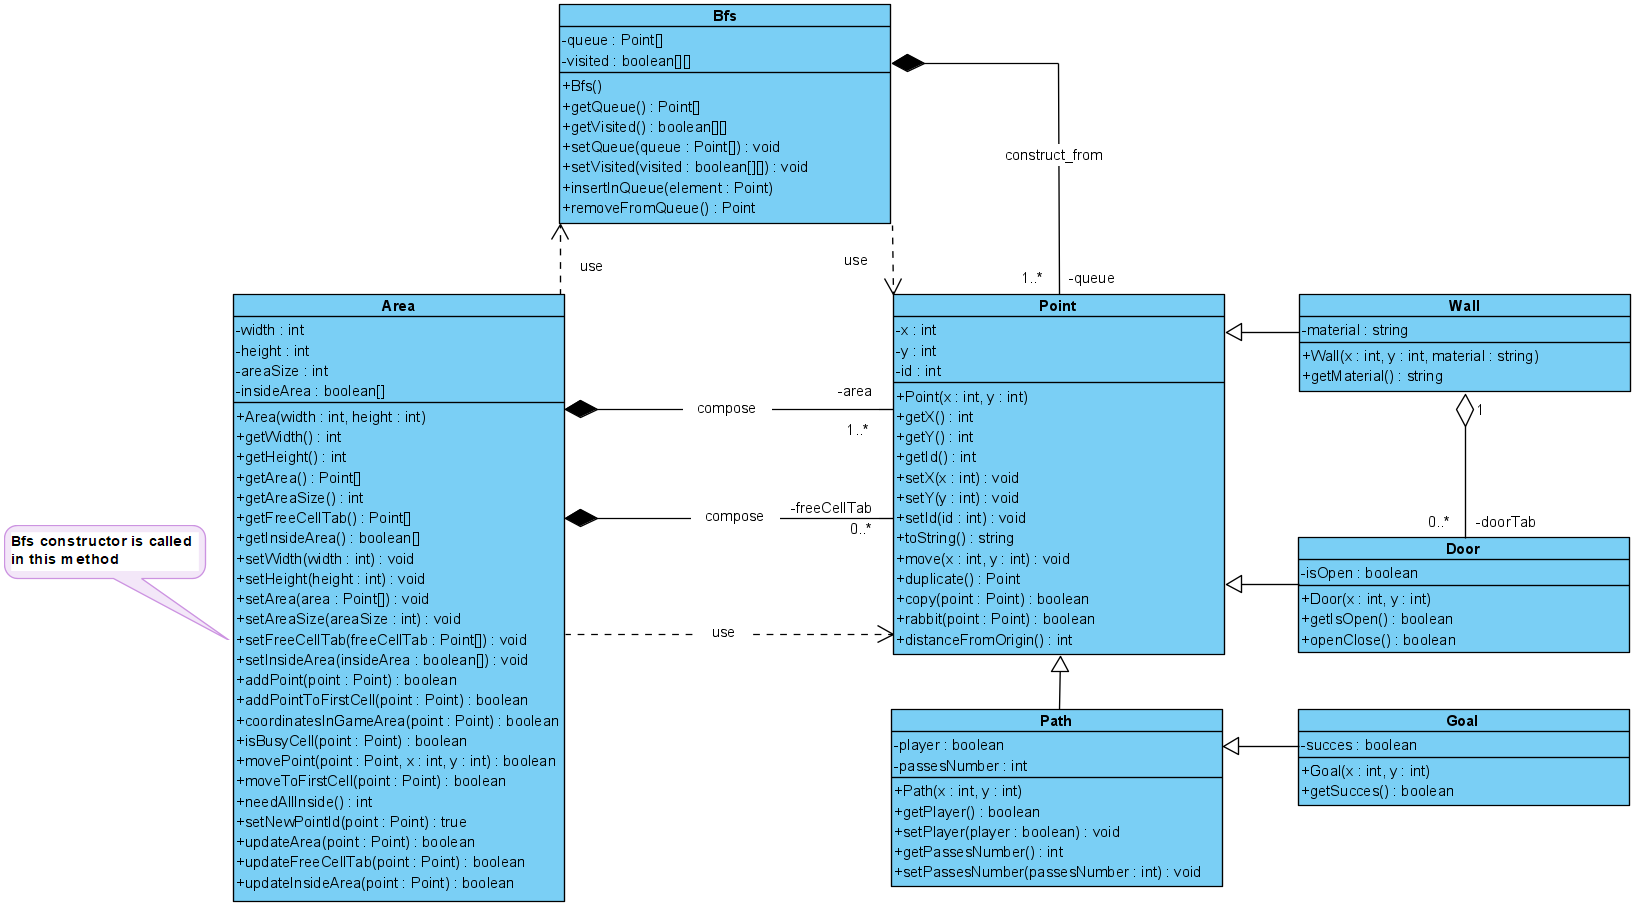 Bfs
-queue : Point[]
-visited : boolean[][]
+Bfs()
+getQueue() : Point[]
+getVisited() : boolean[][]
+setQueue(queue : Point[]) : void
+setVisited(visited : boolean[][]) : void
+insertInQueue(element : Point)
+removeFromQueue() : Point
construct_from
1..*
-queue
use
use
Area
-width : int
-height : int
-areaSize : int
-insideArea : boolean[]
+Area(width : int, height : int)
+getWidth() : int
+getHeight() : int
+getArea() : Point[]
+getAreaSize() : int
+getFreeCellTab() : Point[]
+getInsideArea() : boolean[]
+setWidth(width : int) : void
+setHeight(height : int) : void
+setArea(area : Point[]) : void
+setAreaSize(areaSize : int) : void
+setFreeCellTab(freeCellTab : Point[]) : void
+setInsideArea(insideArea : boolean[]) : void
+addPoint(point : Point) : boolean
+addPointToFirstCell(point : Point) : boolean
+coordinatesInGameArea(point : Point) : boolean
+isBusyCell(point : Point) : boolean
+movePoint(point : Point, x : int, y : int) : boolean
+moveToFirstCell(point : Point) : boolean
+needAllInside() : int
+setNewPointId(point : Point) : true
+updateArea(point : Point) : boolean
+updateFreeCellTab(point : Point) : boolean
+updateInsideArea(point : Point) : boolean
Bfs constructor is called
in this method
compose
-area
1..*
compose
-freeCellTab
0..*
use
Point
-x : int
-y : int
-id : int
+Point(x : int, y : int)
+getX() : int
+getY() : int
+getId() : int
+setX(x : int) : void
+setY(y : int) : void
+setId(id : int) : void
+toString() : string
+move(x : int, y : int) : void
+duplicate() : Point
+copy(point : Point) : boolean
+rabbit(point : Point) : boolean
+distanceFromOrigin() : int
Wall
-material : string
+Wall(x : int, y : int, material : string)
+getMaterial() : string
1
0..*
-doorTab
Door
-isOpen : boolean
+Door(x : int, y : int)
+getIsOpen() : boolean
+openClose() : boolean
Path
-player : boolean
-passesNumber : int
+Path(x : int, y : int)
+getPlayer() : boolean
+setPlayer(player : boolean) : void
+getPassesNumber() : int
+setPassesNumber(passesNumber : int) : void
Goal
-succes : boolean
+Goal(x : int, y : int)
+getSucces() : boolean